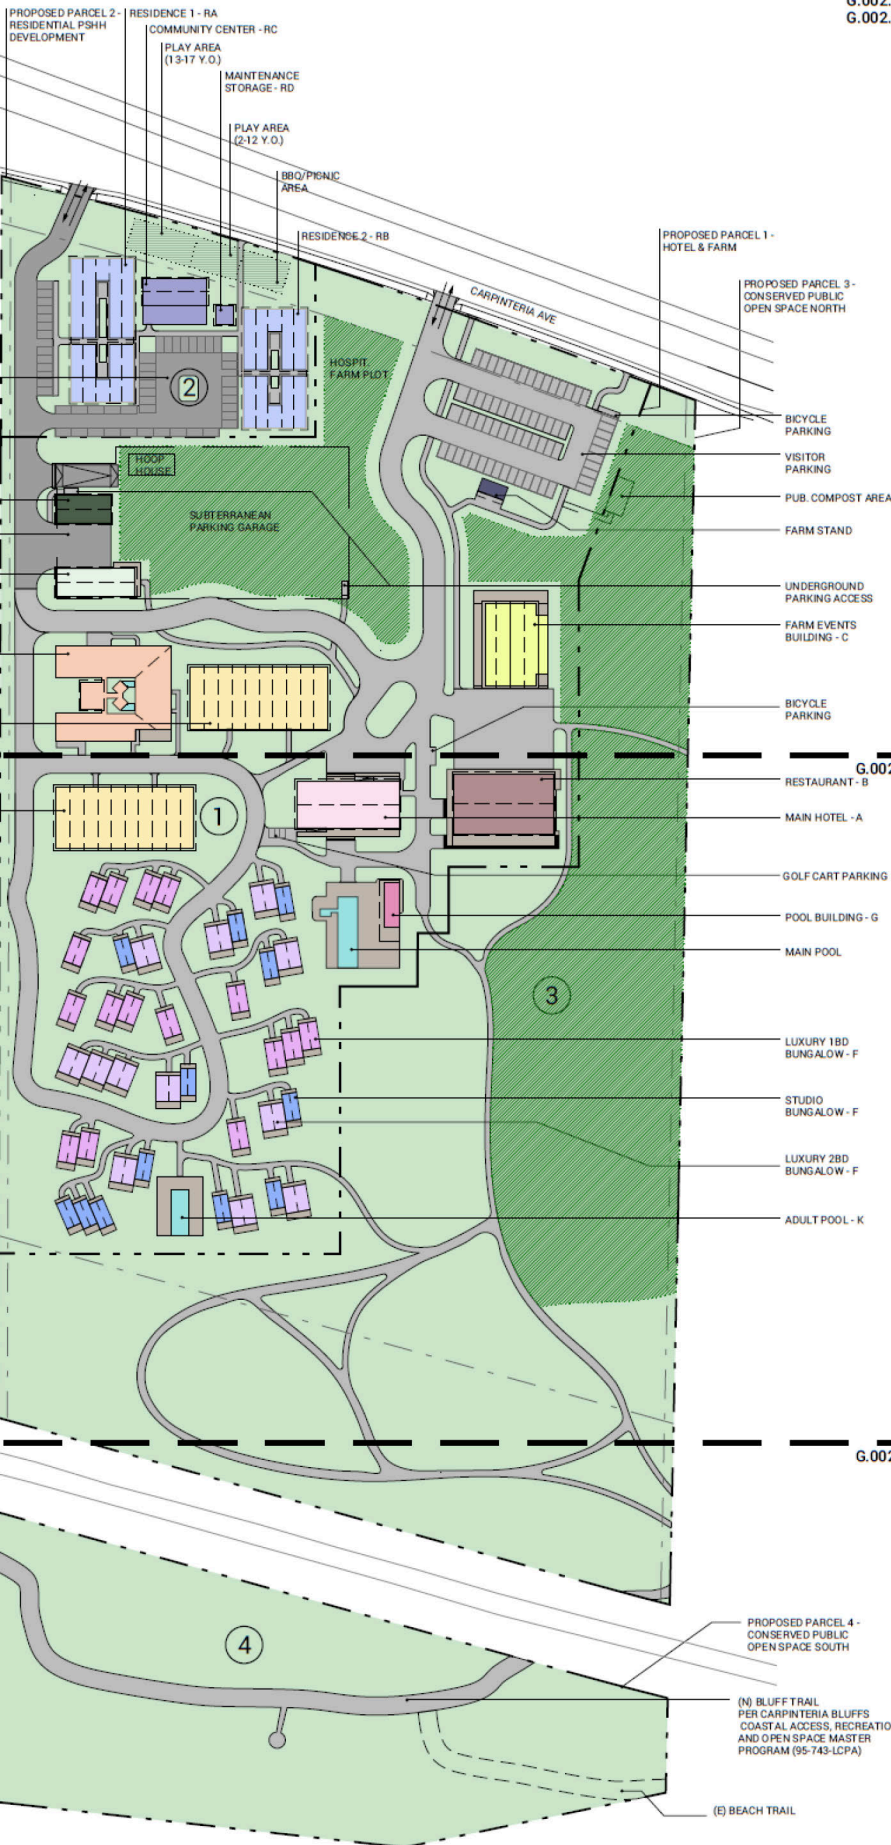 G.002.
G.002.
PROPOSED PARCEL 2 -
RESIDENTIAL PSHH
DEVELOPMENT
RESIDENCE 1 - RA
COMMUNITY CENTER - RC
PLAY AREA
(13-17 Y.O.)
MAINTENANCE
STORAGE - RD
PLAY AREA
(2-12 Y.O.)
BBQ/PICNIC
AREA
RESIDENCE 2 - RB
PROPOSED PARCEL 1 -
HOTEL & FARM
PROPOSED PARCEL 3 -
CONSERVED PUBLIC
OPEN SPACE NORTH
CARPINTERIA AVE
HOSPIT.
FARM PLOT
2
BICYCLE
PARKING
VISITOR
PARKING
HOOP
HOUSE
PUB. COMPOST AREA
SUBTERRANEAN
PARKING GARAGE
FARM STAND
UNDERGROUND
PARKING ACCESS
FARM EVENTS
BUILDING - C
BICYCLE
PARKING
G.002
RESTAURANT - B
1
MAIN HOTEL - A
GOLF CART PARKING
POOL BUILDING - G
MAIN POOL
3
LUXURY 1BD
BUNGALOW - F
STUDIO
BUNGALOW - F
LUXURY 2BD
BUNGALOW - F
ADULT POOL - K
G.002
4
PROPOSED PARCEL 4 -
CONSERVED PUBLIC
OPEN SPACE SOUTH
(N) BLUFF TRAIL
PER CARPINTERIA BLUFFS
COASTAL ACCESS, RECREATIO
AND OPEN SPACE MASTER
PROGRAM (95-743-LCPA)
(E) BEACH TRAIL